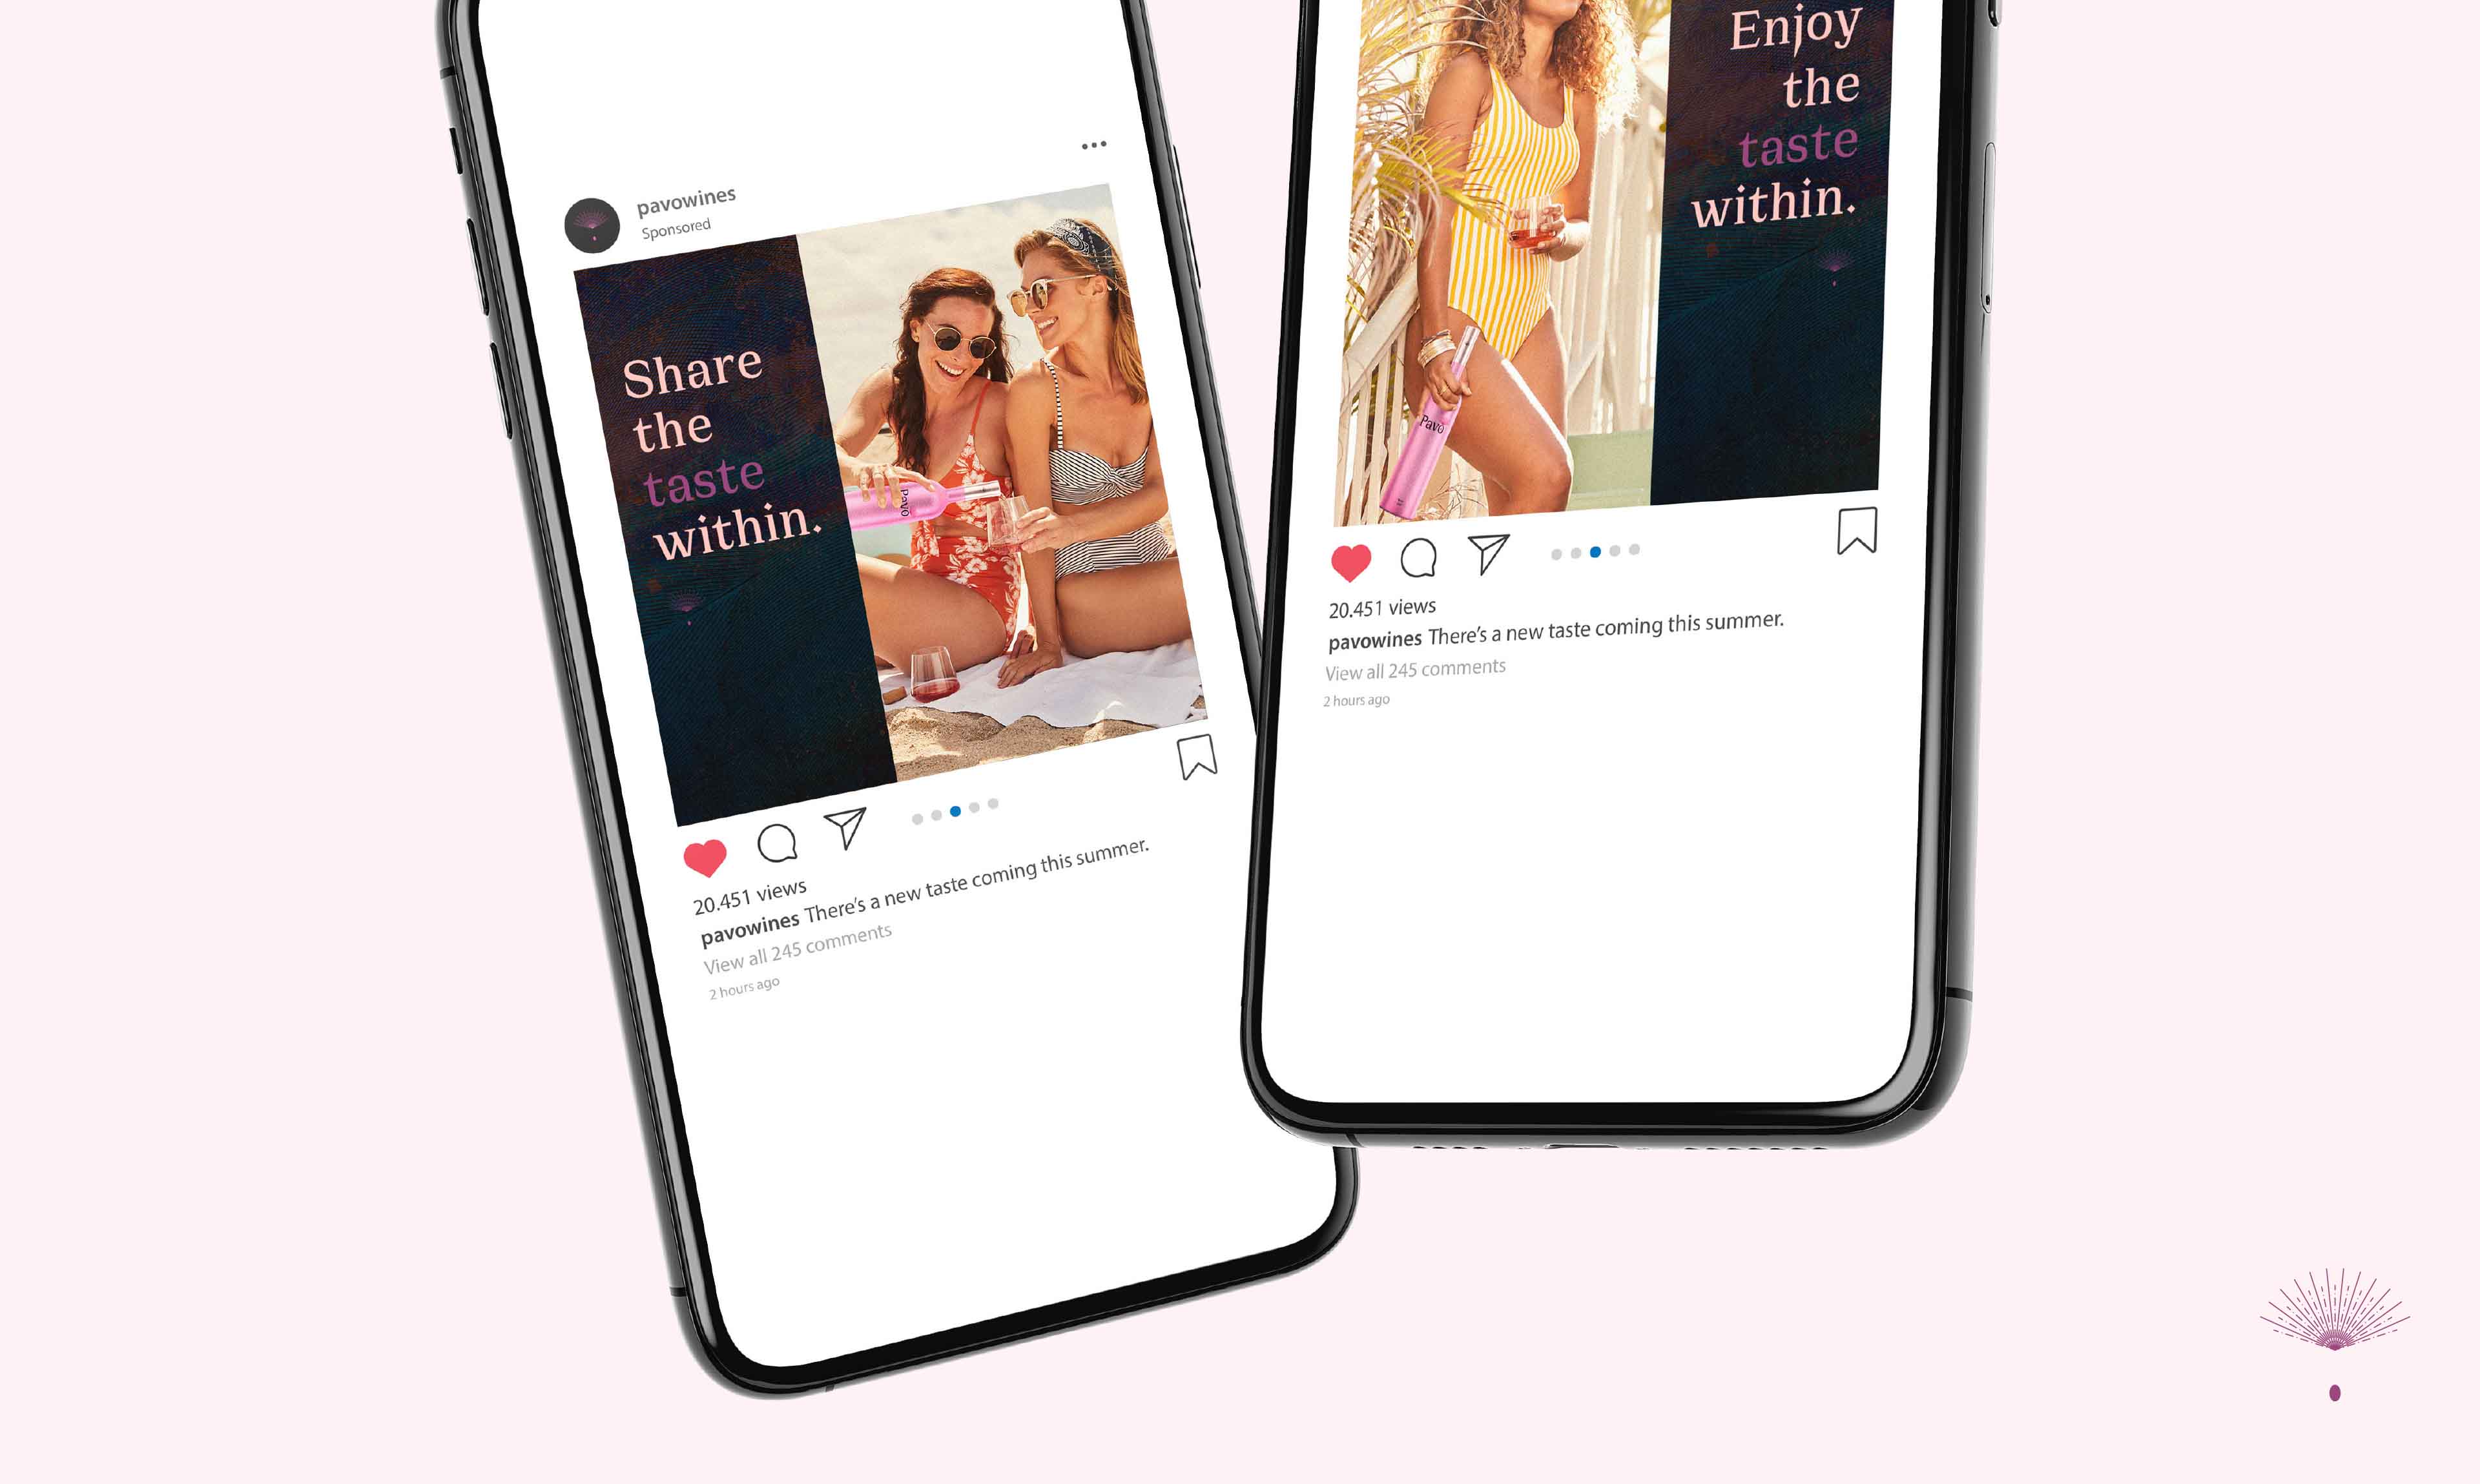 pavowines
Sponsored
Share
the
taste
within.
Pavo
20.451 views
pavowines There's a new taste coming this summer.
View all 245 comments
2 hours ago
Enjoy
the
taste
within.
Pavo
20.451 views
pavowines There's a new taste coming this summer.
View all 245 comments
2 hours ago